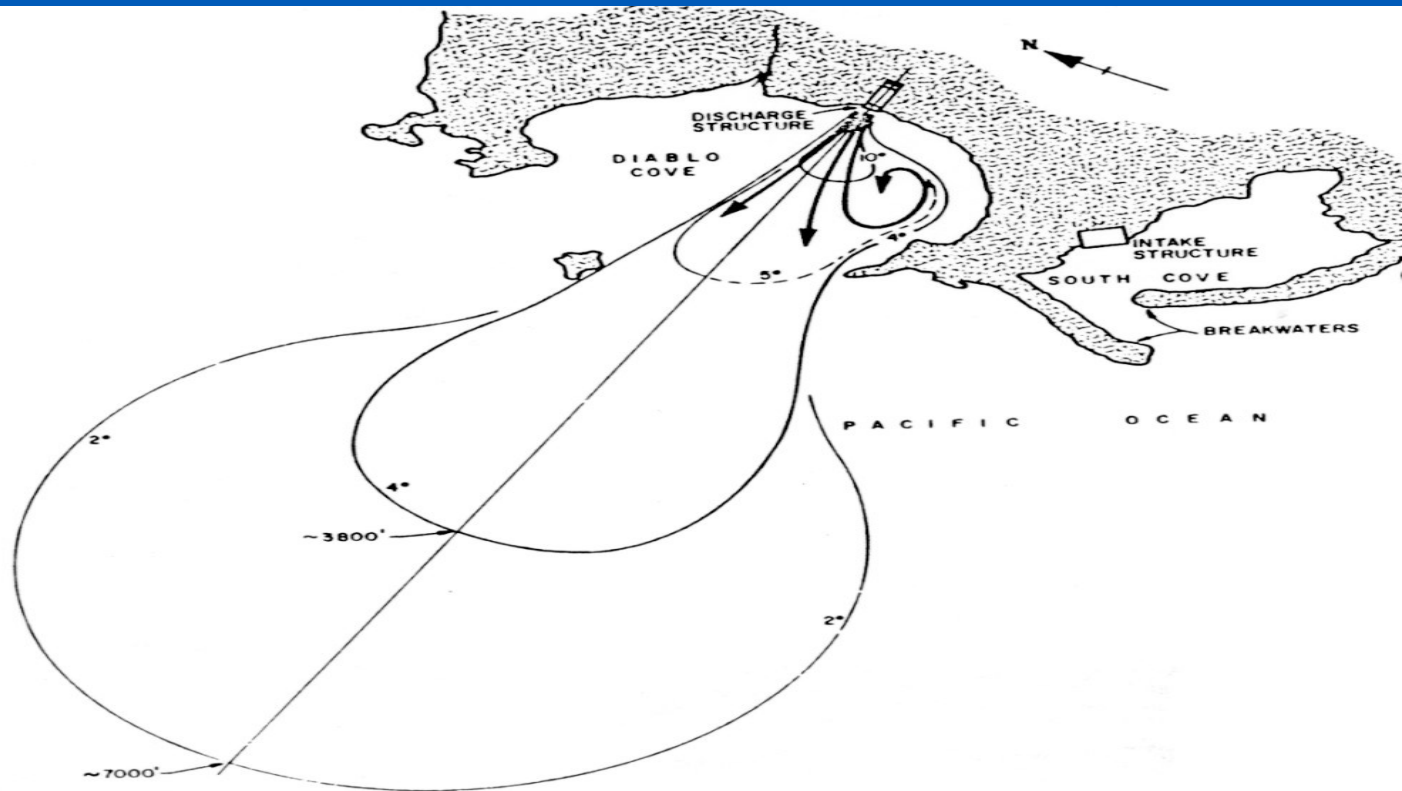 N
DISCHARGE
STRUCTURE
DIABLO
COVE
10°
4°
5°
INTAKE
STRUCTURE
SOUTH COVE
BREAKWATERS
PACIFIC OCEAN
2°
4°
~3800'
2°
~7000'